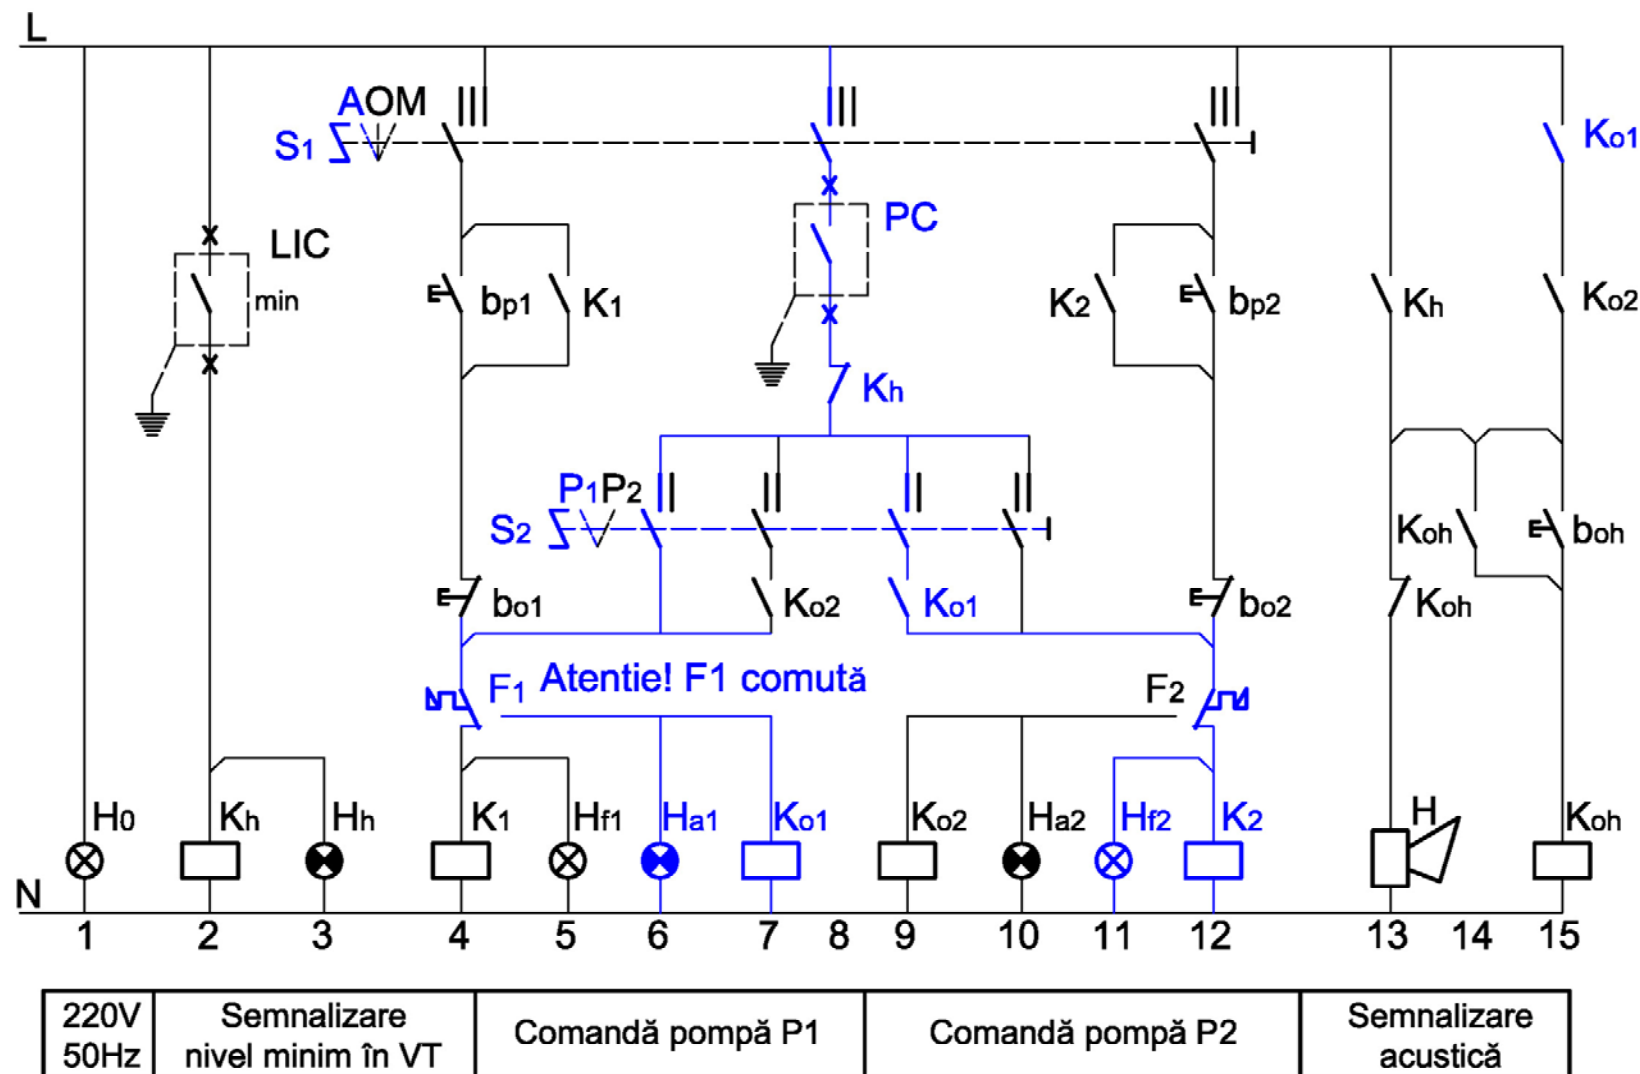 L
AOM
S1
Ko1
PC
LIC
min
bp1
K1
K2
bp2
Kh
Ko2
Kh
P1P2
S2
Koh
boh
bo1
Ko2
Ko1
bo2
Koh
F1
Atentie! F1 comută
F2
H0
Kh
Hh
K1
Hf1
Ha1
Ko1
Ko2
Ha2
Hf2
K2
H
Koh
N
1 2 3 4 5 6 7 8 9 10 11 12 13 14 15
220V
50Hz
Semnalizare
nivel minim în VT
Comandă pompă P1
Comandă pompă P2
Semnalizare
acustică